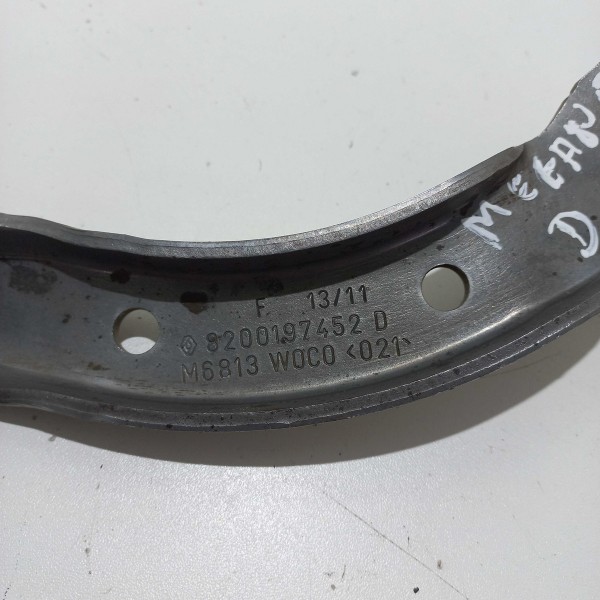 F 13/11
8200197452 D
M6813 WOCO <021>
MEGAN
D